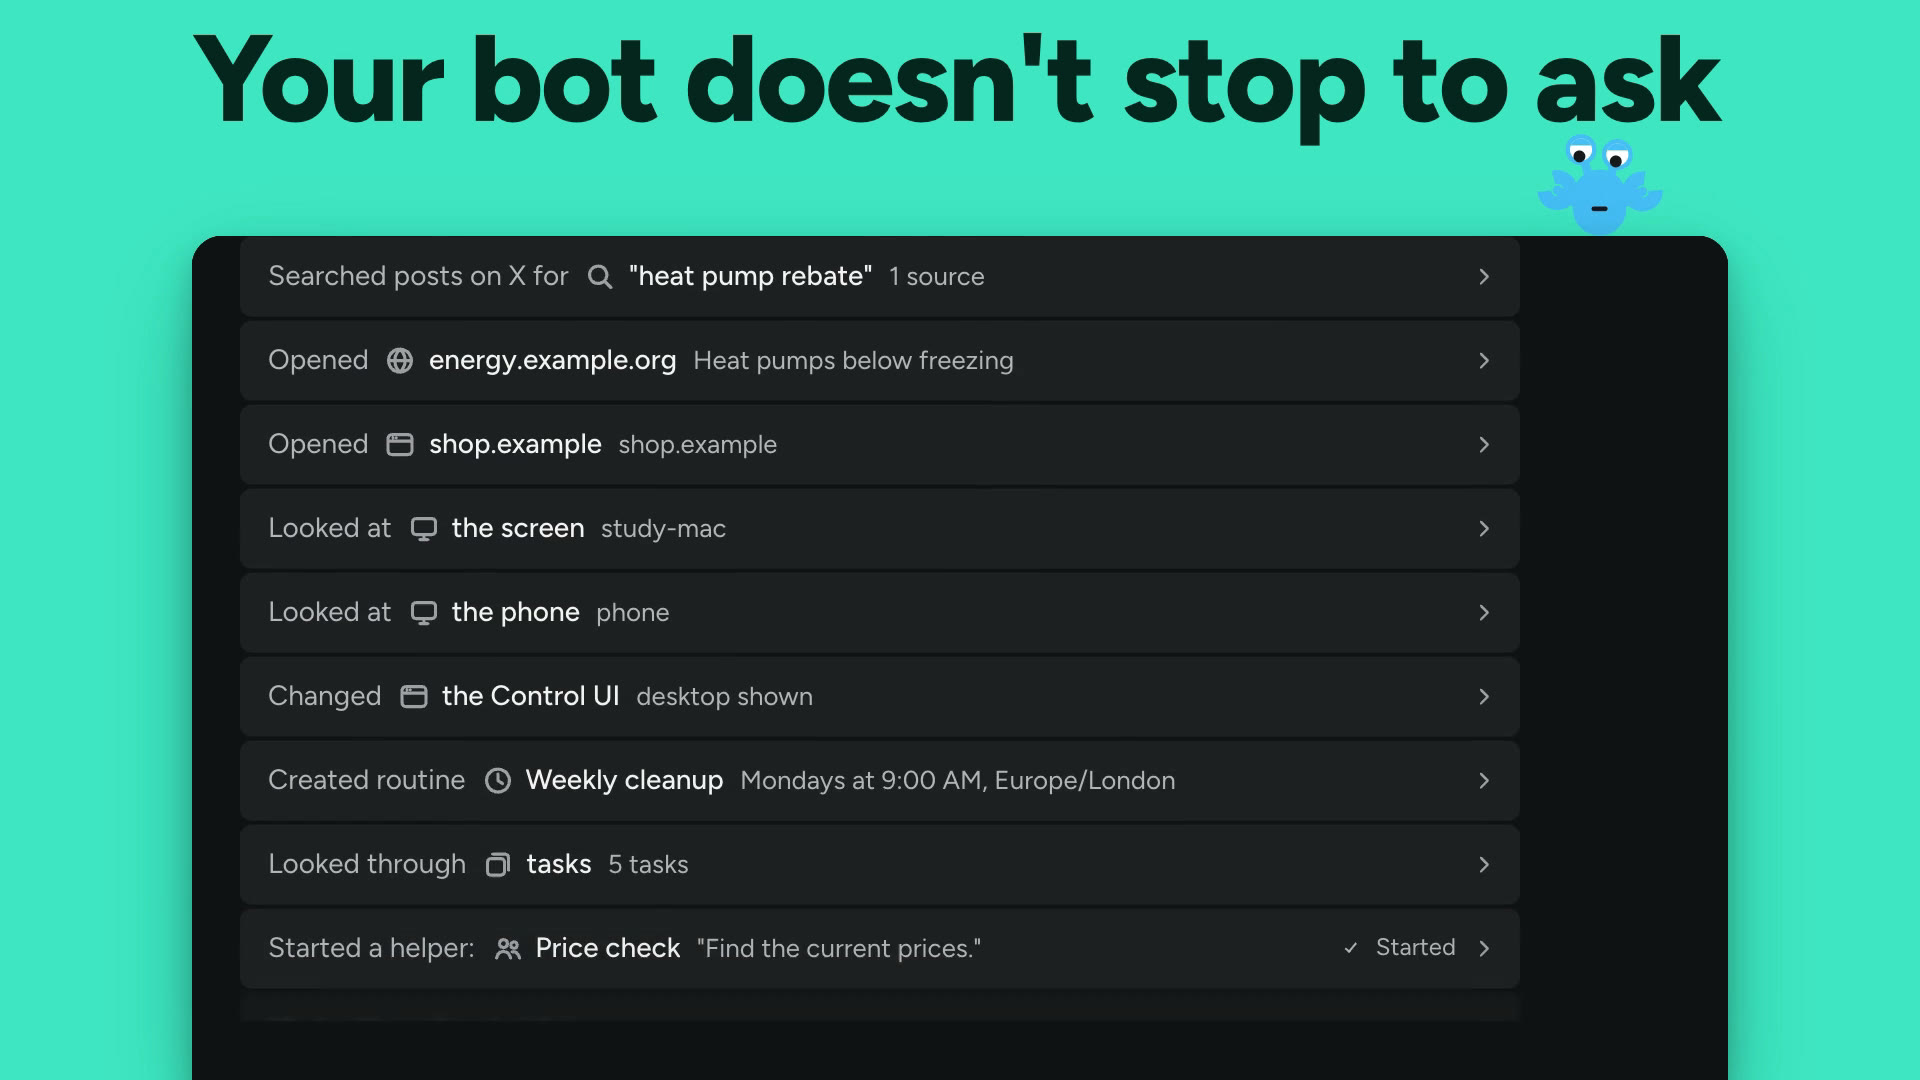 Your bot doesn't stop to ask
Searched posts on X for "heat pump rebate" 1 source
Opened energy.example.org Heat pumps below freezing
Opened shop.example shop.example
Looked at the screen study-mac
Looked at the phone phone
Changed the Control UI desktop shown
Created routine Weekly cleanup Mondays at 9:00 AM, Europe/London
Looked through tasks 5 tasks
Started a helper: Price check "Find the current prices." Started